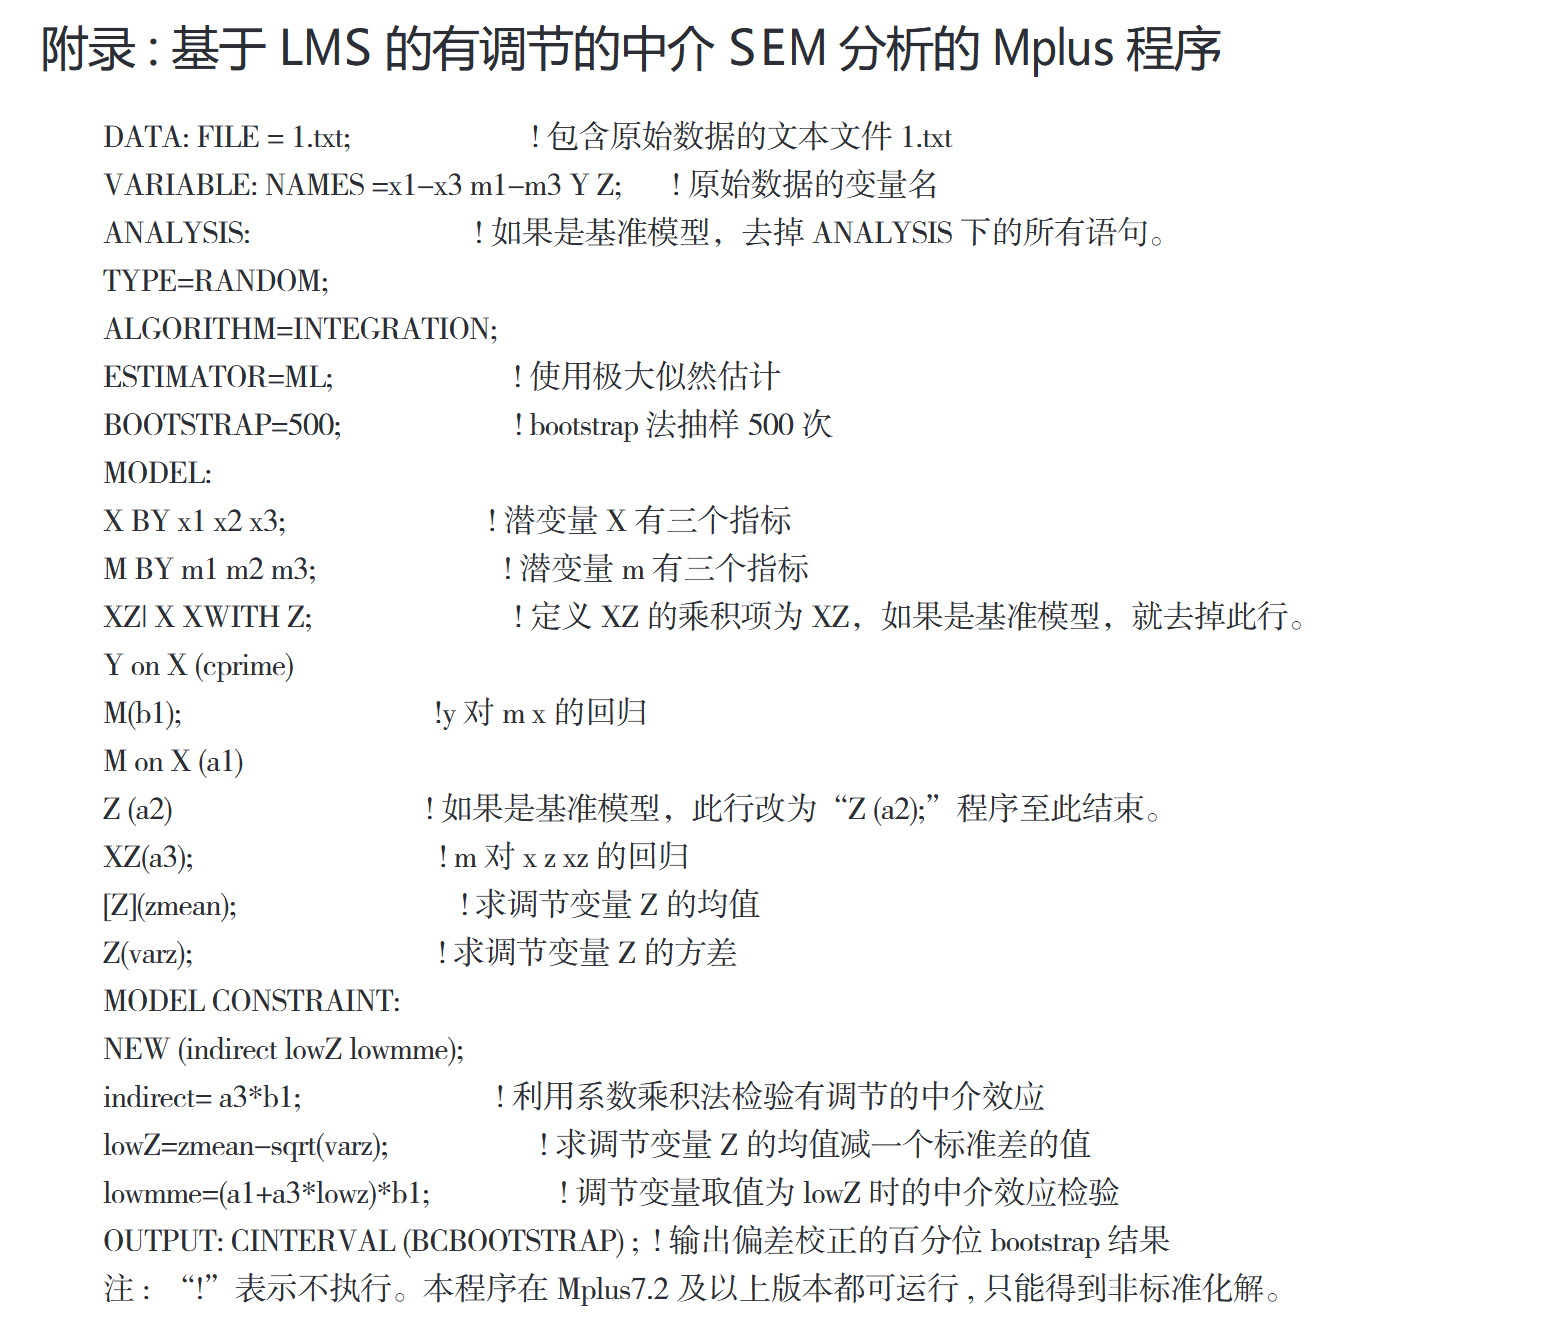 附录：基于 LMS 的有调节的中介 SEM 分析的 Mplus 程序
DATA: FILE = 1.txt; ! 包含原始数据的文本文件 1.txt
VARIABLE: NAMES =x1–x3 m1–m3 Y Z; ! 原始数据的变量名
ANALYSIS: ! 如果是基准模型，去掉 ANALYSIS 下的所有语句。
TYPE=RANDOM;
ALGORITHM=INTEGRATION;
ESTIMATOR=ML; ! 使用极大似然估计
BOOTSTRAP=500; ! bootstrap 法抽样 500 次
MODEL:
X BY x1 x2 x3; ! 潜变量 X 有三个指标
M BY m1 m2 m3; ! 潜变量 m 有三个指标
XZ| X XWITH Z; ! 定义 XZ 的乘积项为 XZ，如果是基准模型，就去掉此行。
Y on X (cprime)
M(b1); !y 对 m x 的回归
M on X (a1)
Z (a2) ! 如果是基准模型，此行改为“Z (a2);”程序至此结束。
XZ(a3); ! m 对 x z xz 的回归
[Z](zmean); ! 求调节变量 Z 的均值
Z(varz); ! 求调节变量 Z 的方差
MODEL CONSTRAINT:
NEW (indirect lowZ lowmme);
indirect= a3*b1; ! 利用系数乘积法检验有调节的中介效应
lowZ=zmean–sqrt(varz); ! 求调节变量 Z 的均值减一个标准差的值
lowmme=(a1+a3*lowz)*b1; ! 调节变量取值为 lowZ 时的中介效应检验
OUTPUT: CINTERVAL (BCBOOTSTRAP) ; ! 输出偏差校正的百分位 bootstrap 结果
注：“!”表示不执行。本程序在 Mplus7.2 及以上版本都可运行 , 只能得到非标准化解。